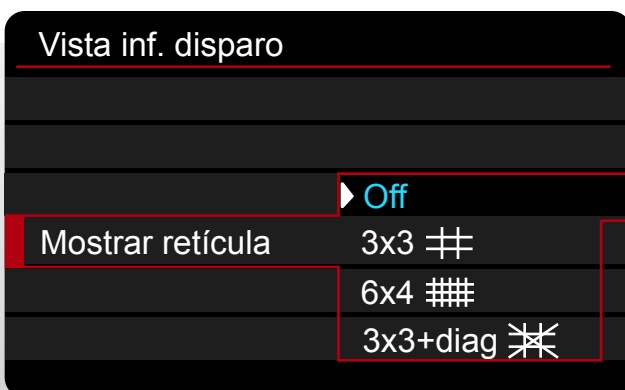 Vista inf. disparo
Off
Mostrar retícula
3x3
6x4
3x3+diag